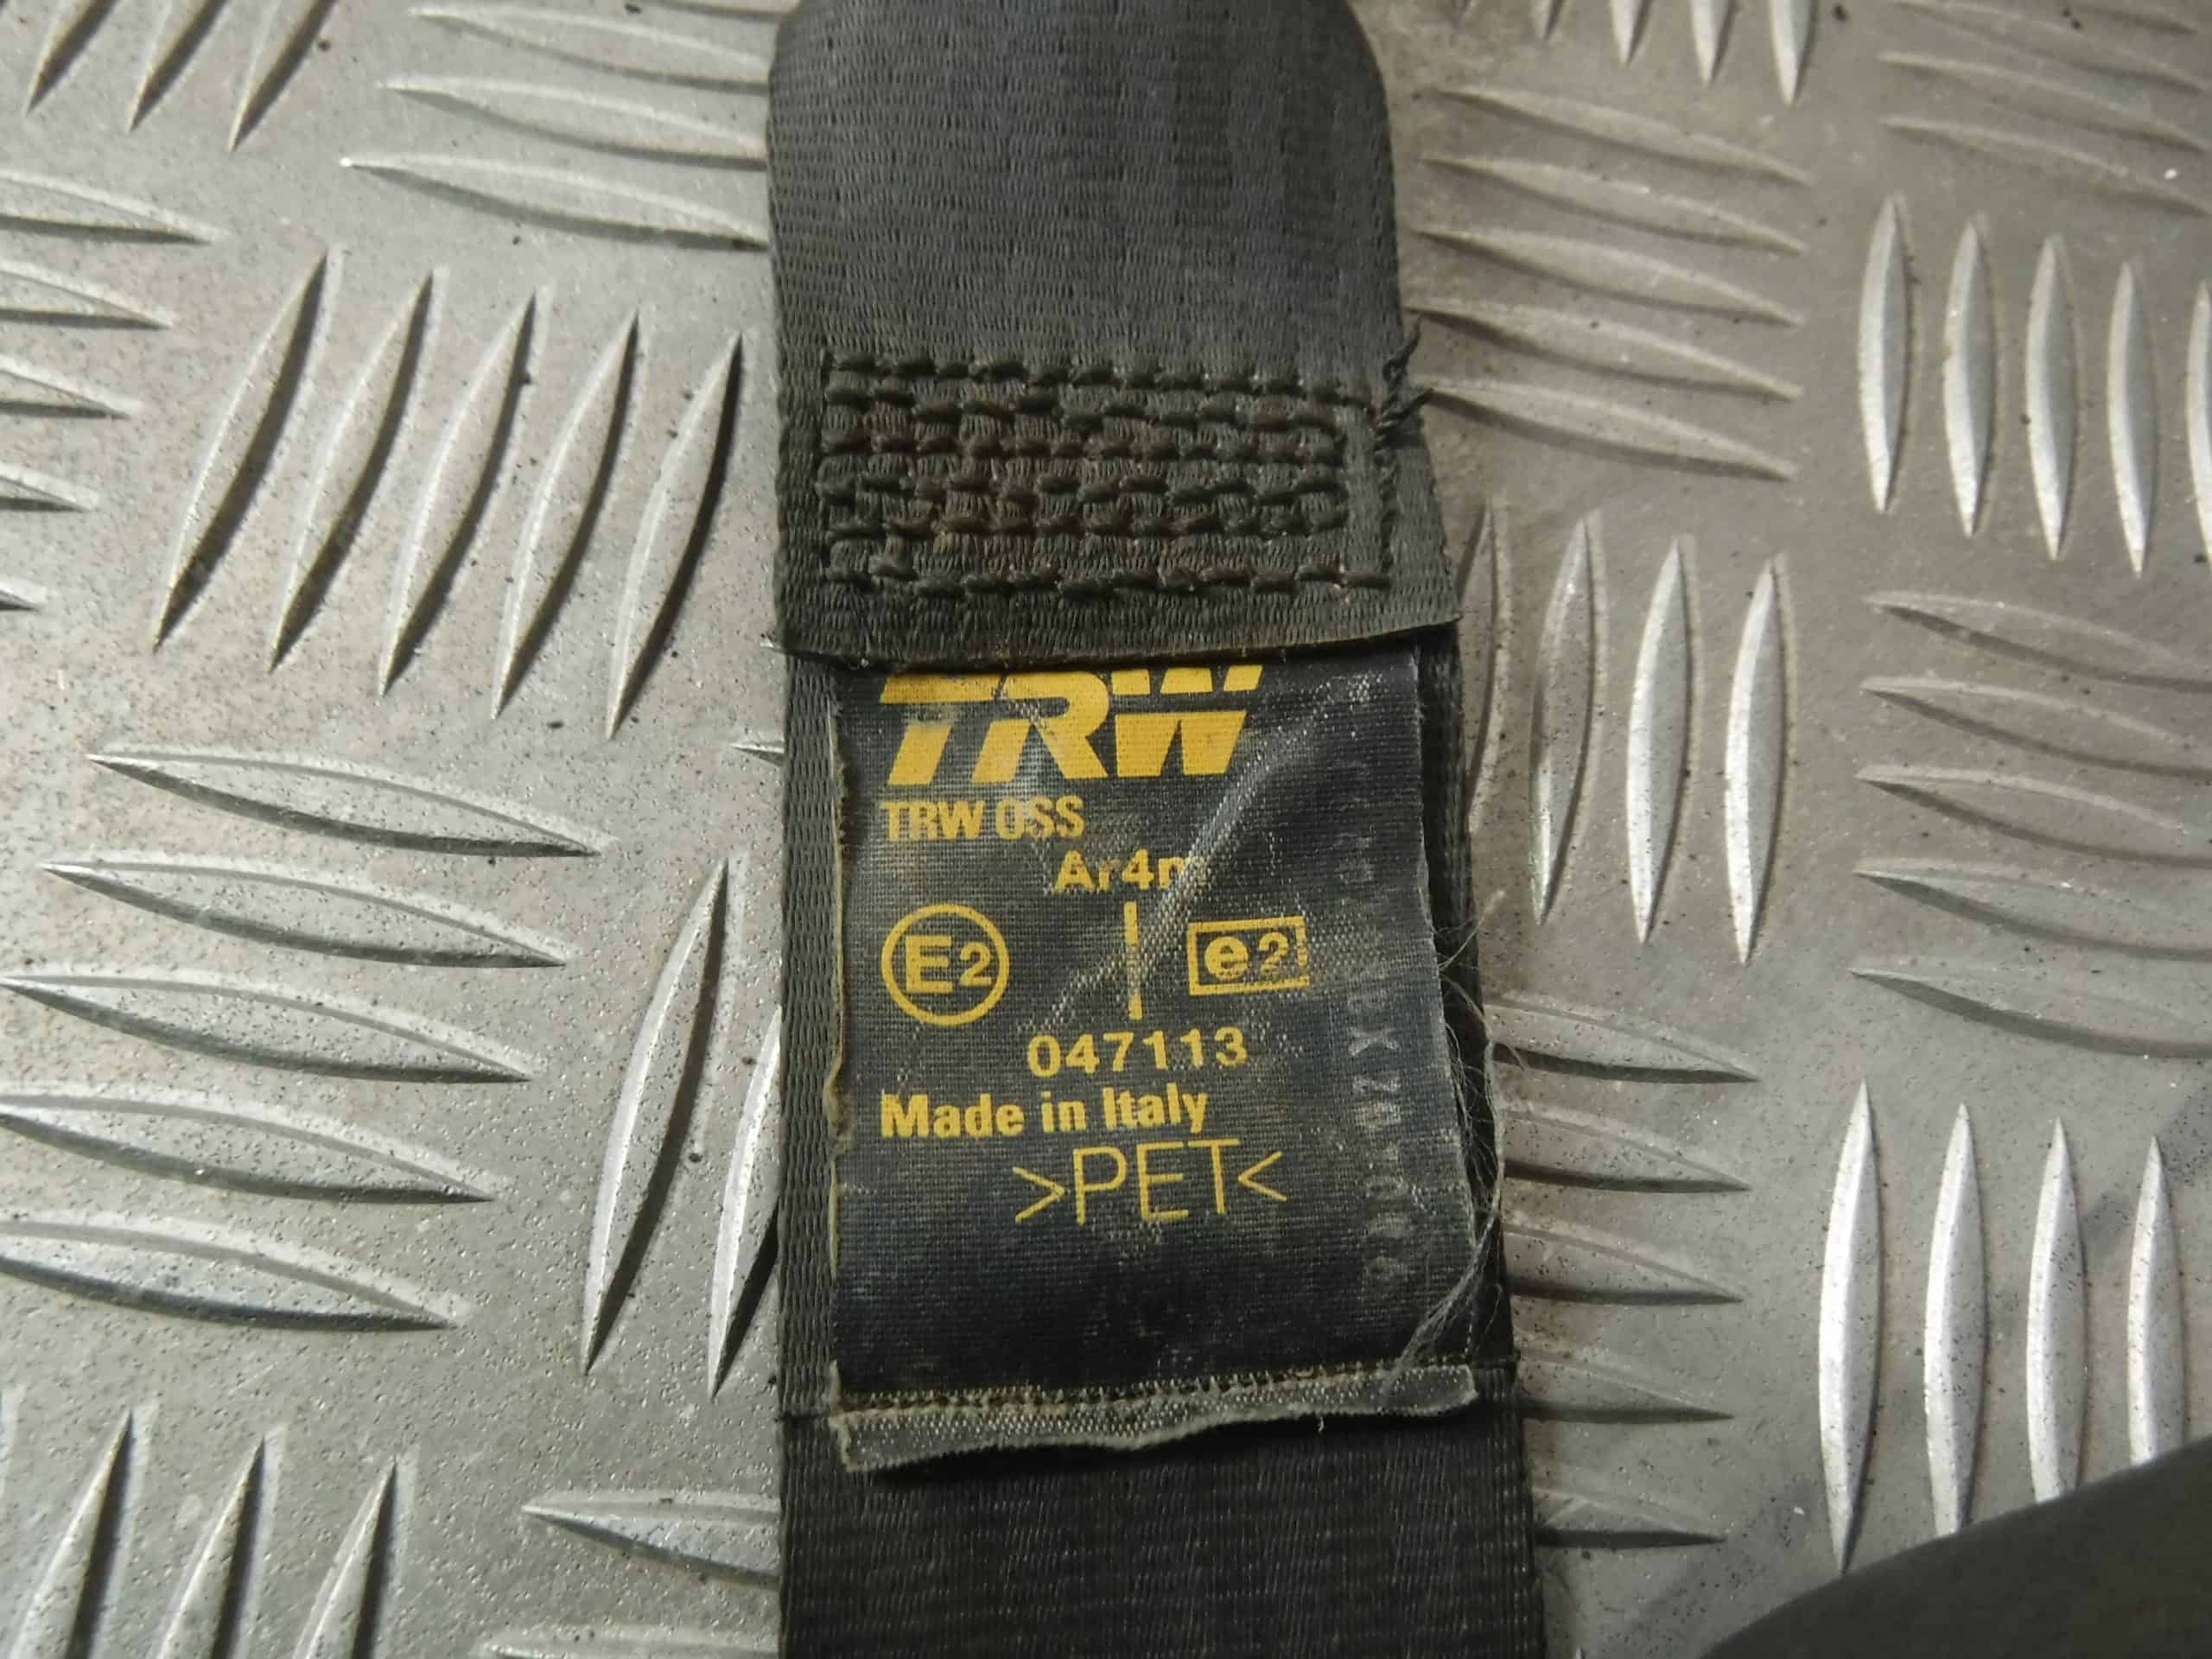 TRW
TRW OSS
Ar4m
E2 e2
047113
Made in Italy
>PET<